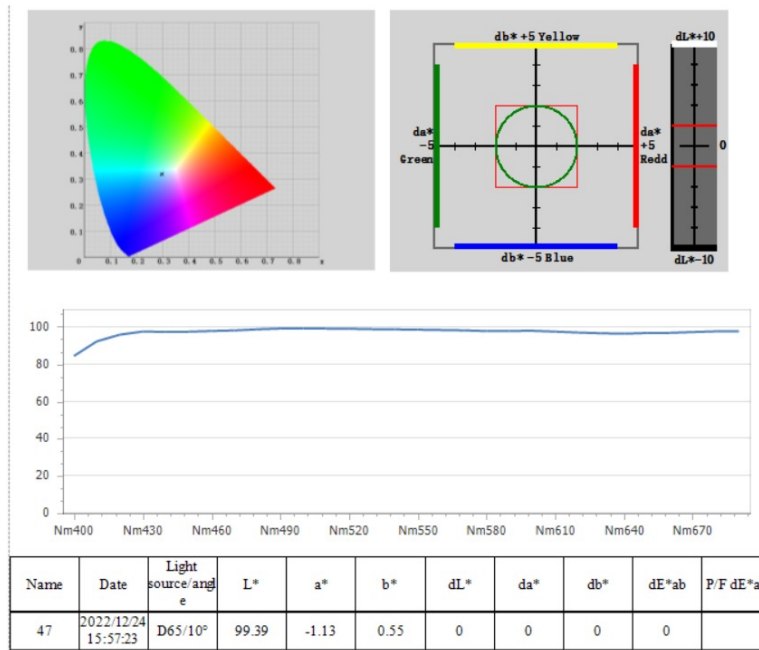 Y
0.8
0.7
0.6
0.5
0.4
0.3
0.2
0.1
0 0.1 0.2 0.3 0.4 0.5 0.6 0.7 0.8 x
db* +5 Yellow
da*
-5
Green
da*
+5
Redd
db* -5 Blue
dL*+10
0
dL*-10
100
80
60
40
20
0
Nm400 Nm430 Nm460 Nm490 Nm520 Nm550 Nm580 Nm610 Nm640 Nm670
Name Date Light source/angl e L* a* b* dL* da* db* dE*ab P/F dE*a
47 2022/12/24 15:57:23 D65/10° 99.39 -1.13 0.55 0 0 0 0